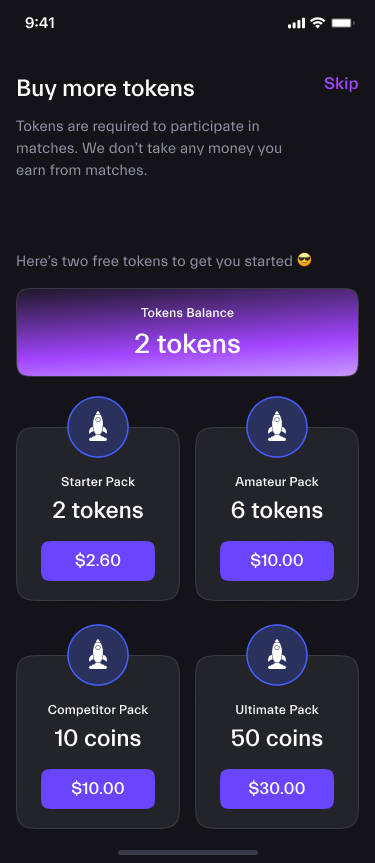 9:41
Buy more tokens
Skip
Tokens are required to participate in
matches. We don’t take any money you
earn from matches.
Here’s two free tokens to get you started 😎
Tokens Balance
2 tokens
Starter Pack
2 tokens
$2.60
Amateur Pack
6 tokens
$10.00
Competitor Pack
10 coins
$10.00
Ultimate Pack
50 coins
$30.00